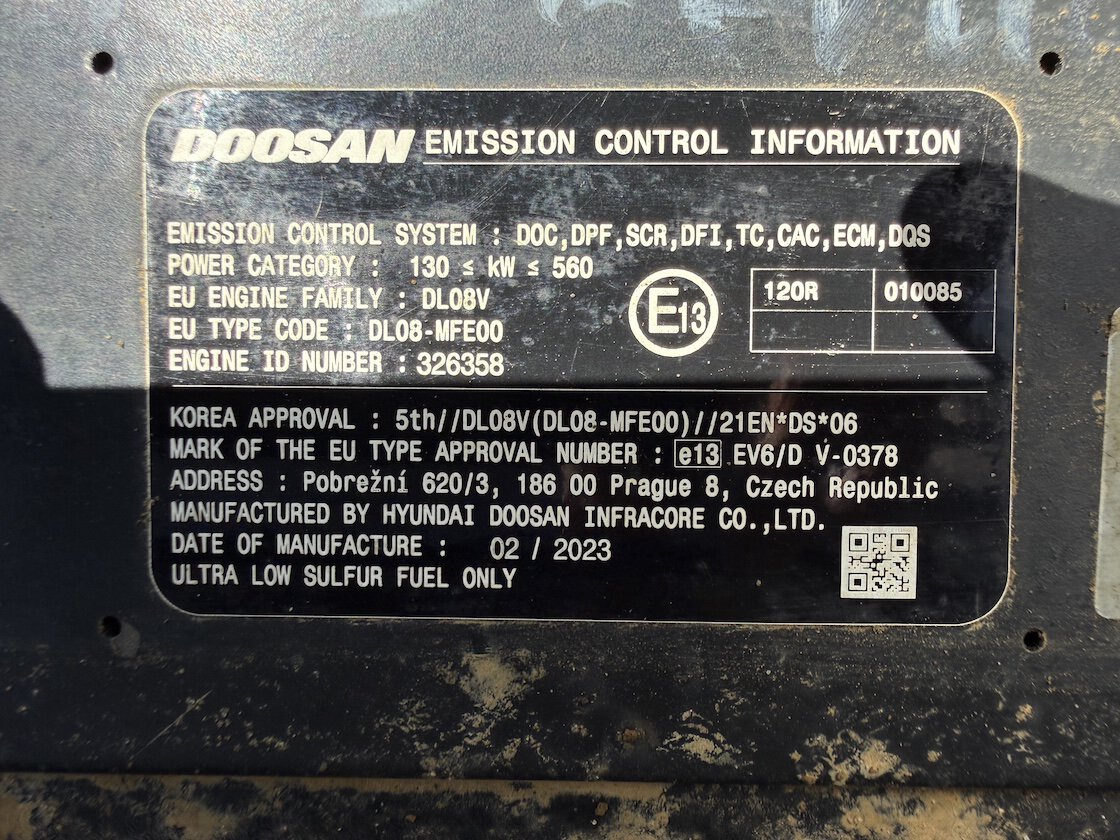 DOOSAN EMISSION CONTROL INFORMATION
EMISSION CONTROL SYSTEM : DOC,DPF,SCR,DFI,TC,CAC,ECM,DQS
POWER CATEGORY : 130 ≤ kW ≤ 560
EU ENGINE FAMILY : DL08V
EU TYPE CODE : DL08-MFE00
ENGINE ID NUMBER : 326358
E13
120R 010085
KOREA APPROVAL : 5th//DL08V(DL08-MFE00)//21EN*DS*06
MARK OF THE EU TYPE APPROVAL NUMBER : e13 EV6/D V-0378
ADDRESS : Pobrežní 620/3, 186 00 Prague 8, Czech Republic
MANUFACTURED BY HYUNDAI DOOSAN INFRACORE CO.,LTD.
DATE OF MANUFACTURE : 02 / 2023
ULTRA LOW SULFUR FUEL ONLY